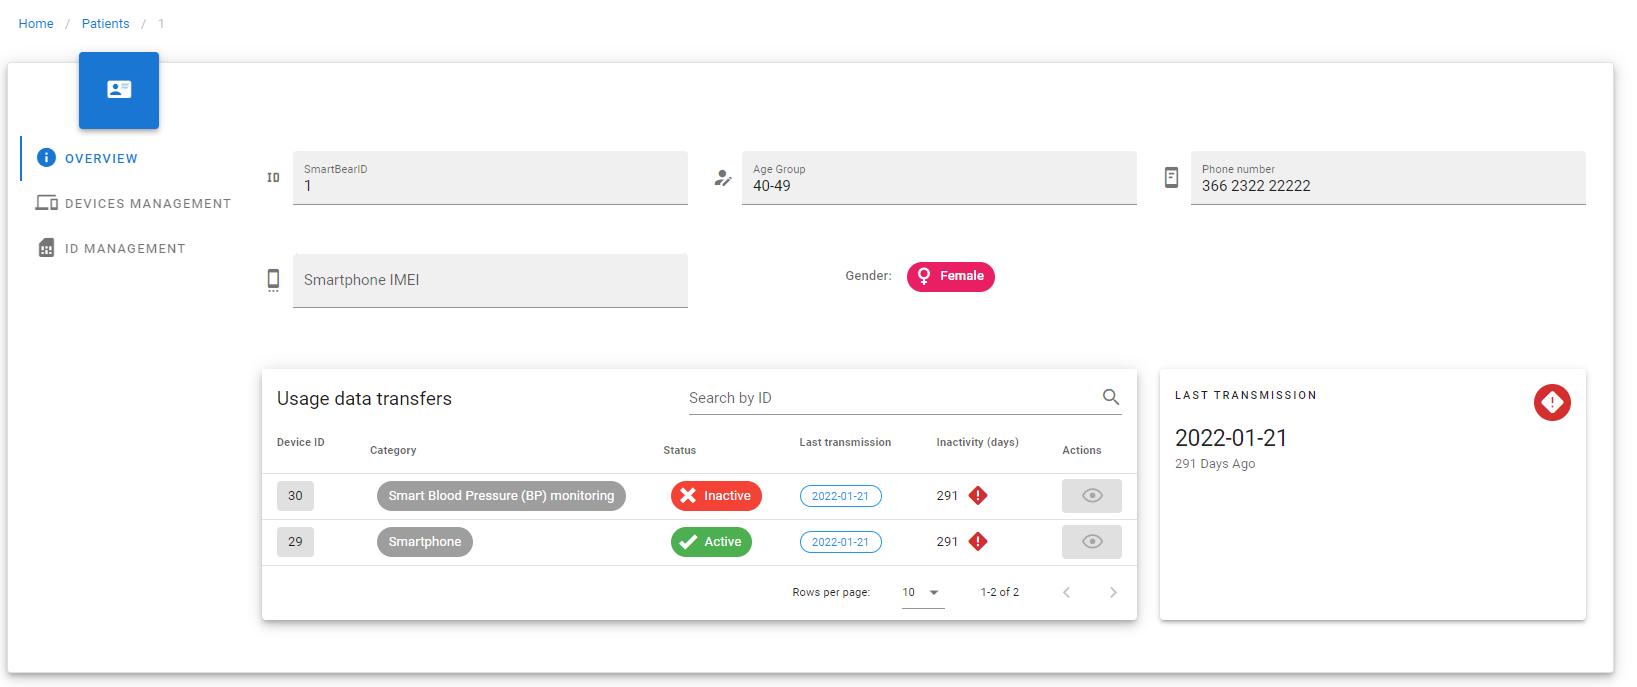 Home / Patients / 1
OVERVIEW
DEVICES MANAGEMENT
ID MANAGEMENT
ID
SmartBearID
1
Age Group
40-49
Phone number
366 2322 22222
Smartphone IMEI
Gender: Female
Usage data transfers
Search by ID
Device ID Category Status Last transmission Inactivity (days) Actions
30 Smart Blood Pressure (BP) monitoring Inactive 2022-01-21 291
29 Smartphone Active 2022-01-21 291
Rows per page: 10 1-2 of 2
LAST TRANSMISSION
2022-01-21
291 Days Ago